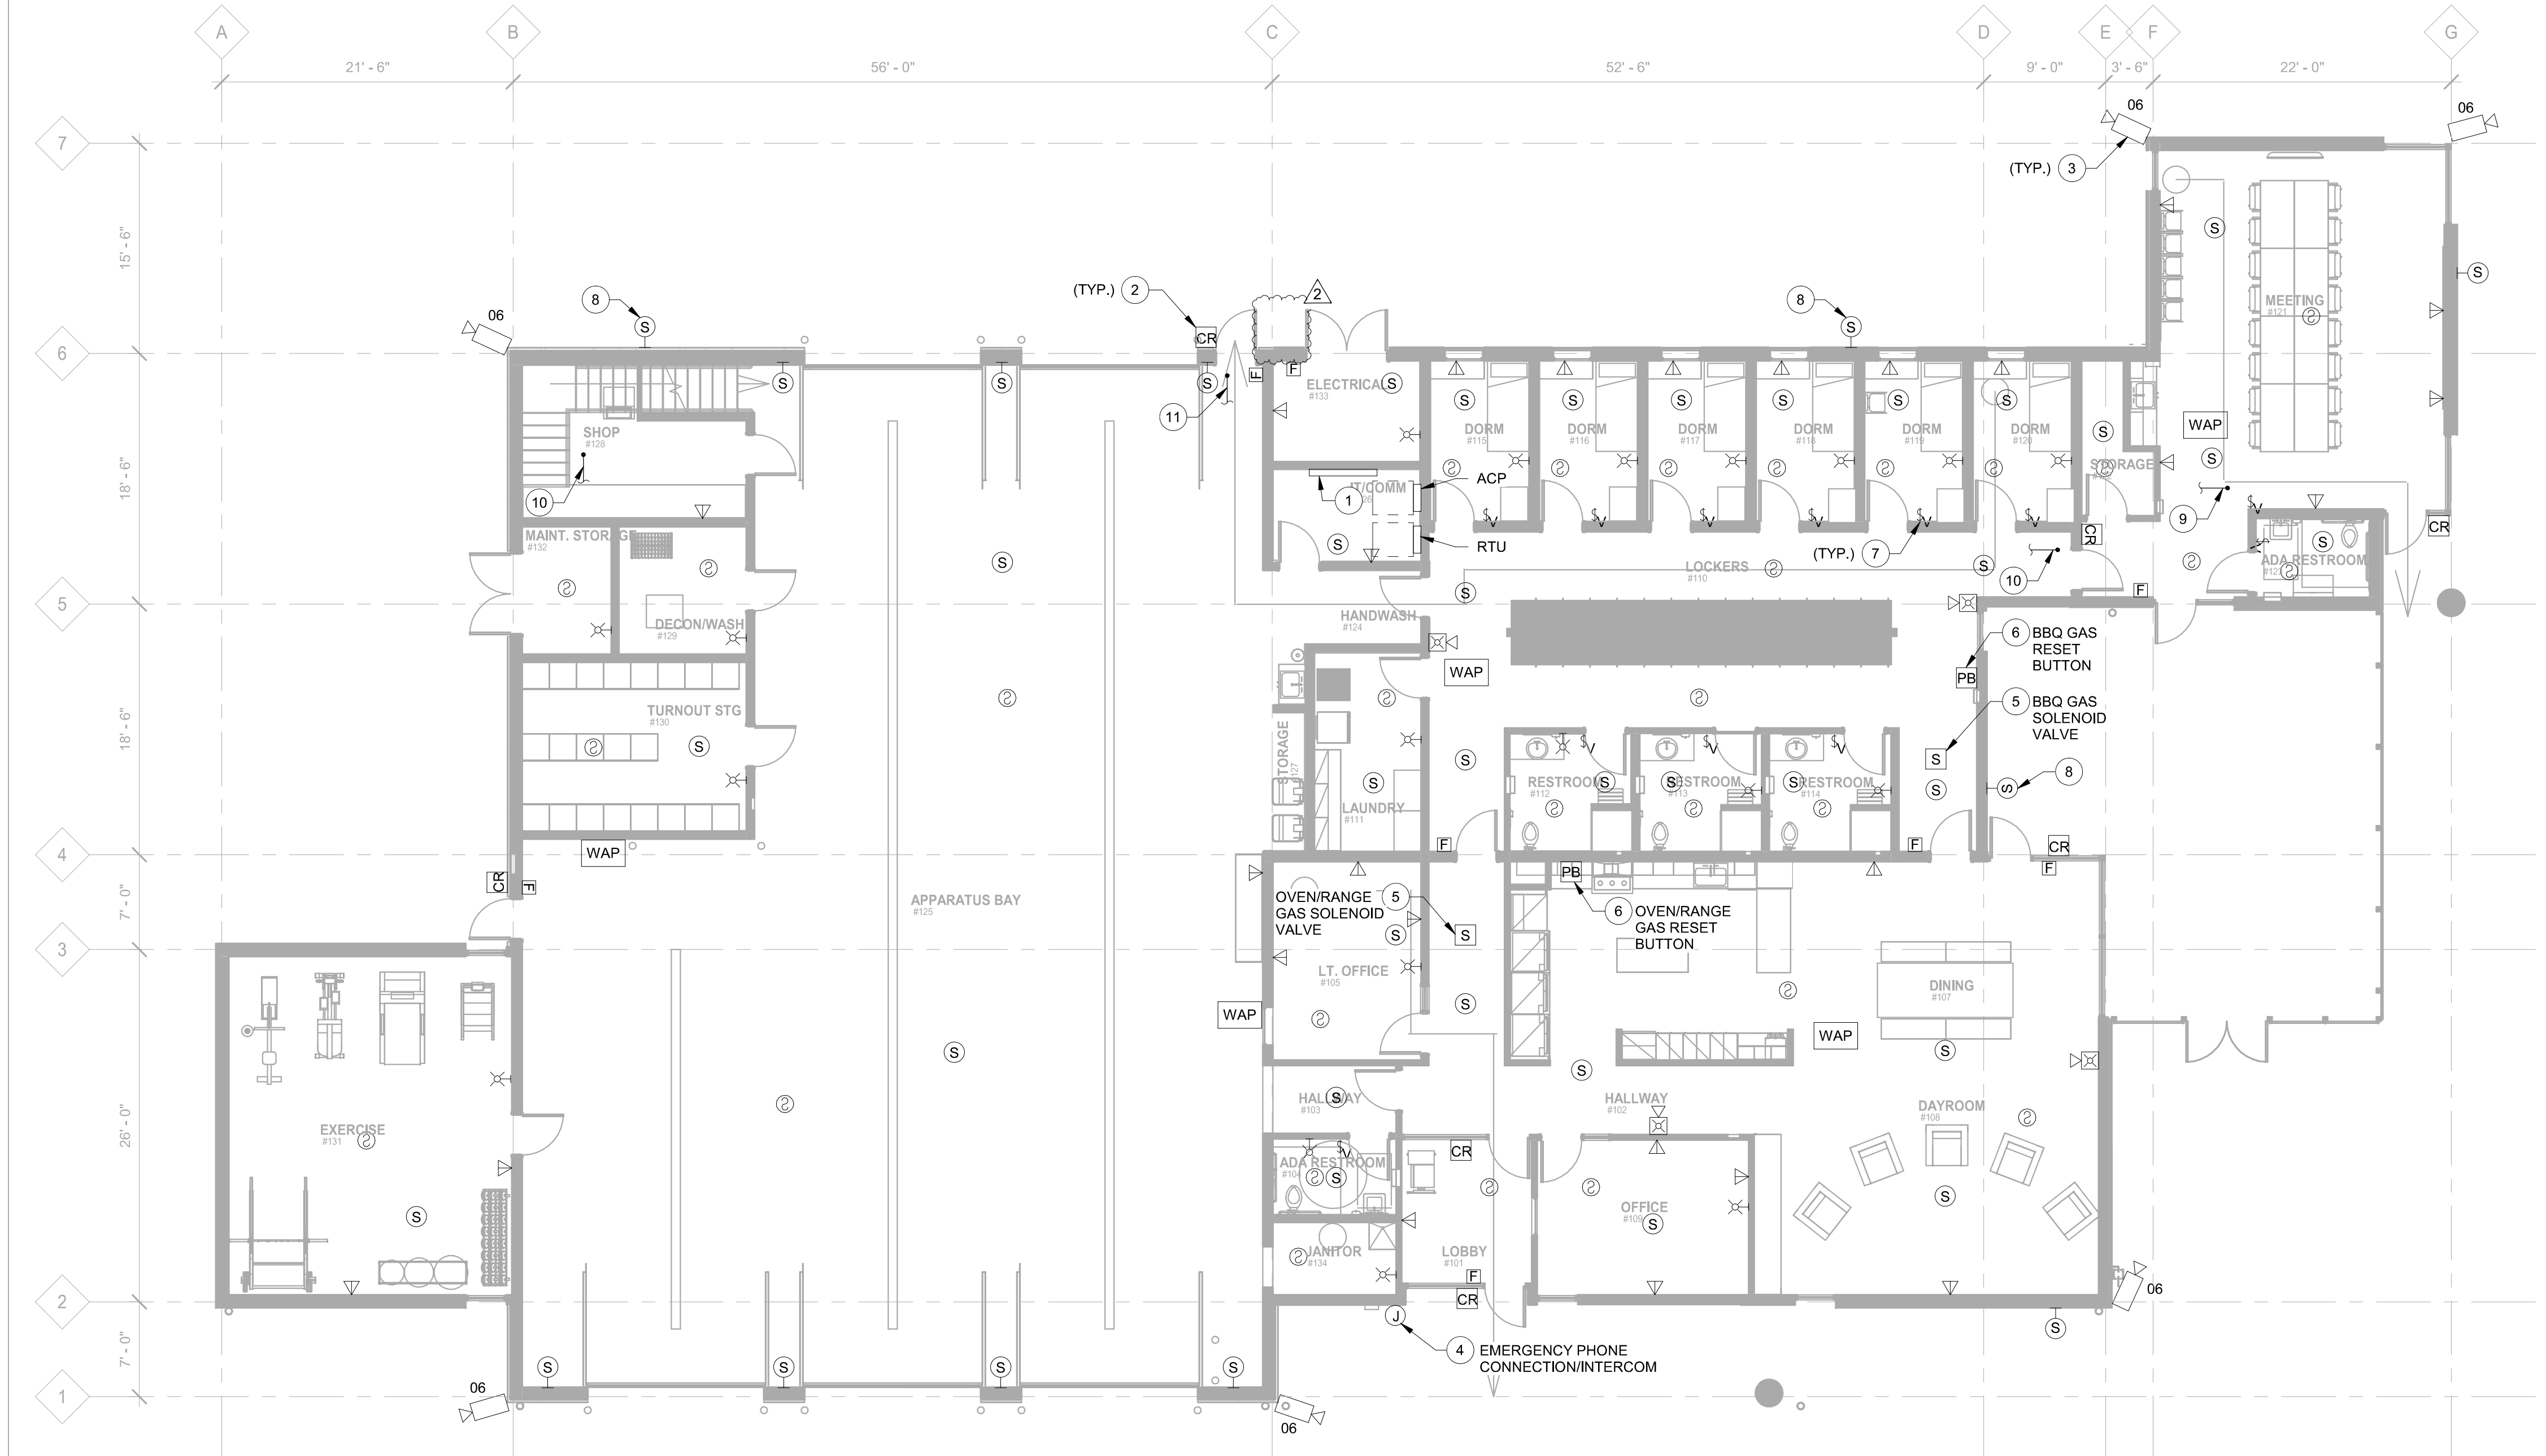 A
B
C
D
E
F
G
21' - 6"
56' - 0"
52' - 6"
9' - 0"
3' - 6"
22' - 0"
7
6
5
4
3
2
1
15' - 6"
18' - 6"
18' - 6"
7' - 0"
26' - 0"
7' - 0"
06
06
(TYP.) 3
06
8
S
(TYP.) 2
CR
2
8
S
S
S
S
S
F
F
11
SHOP
#128
10
ELECTRICAL
#133
S
IT/COMM
1
ACP
RTU
S
DORM
#115
S
S
$V
DORM
#116
S
S
$V
DORM
#117
S
S
$V
DORM
#118
S
S
$V
DORM
#119
S
S
$V
DORM
#120
S
S
$V
(TYP.) 7
STORAGE
S
S
CR
10
MEETING
#121
S
S
S
WAP
S
9
$V
CR
S
ADA RESTROOM
S
S
F
MAINT. STORAGE
#132
S
DECON/WASH
#129
S
TURNOUT STG
#130
S
S
WAP
CR
F
S
S
S
S
APPARATUS BAY
#125
LOCKERS
#110
S
S
S
S
HANDWASH
#124
WAP
STORAGE
LAUNDRY
#111
S
S
S
RESTROOM
#112
S
S
$V
RESTROOM
#113
S
S
$V
RESTROOM
#114
S
S
$V
PB
6 BBQ GAS
RESET
BUTTON
5 BBQ GAS
SOLENOID
VALVE
S
S
S
8
F
F
CR
F
OVEN/RANGE 5
GAS SOLENOID
VALVE
S
S
S
LT. OFFICE
#105
S
WAP
PB
6 OVEN/RANGE
GAS RESET
BUTTON
DINING
#107
S
S
WAP
EXERCISE
#131
S
S
HALLWAY
#103
S
HALLWAY
#102
S
DAYROOM
#108
S
S
ADA RESTROOM
#104
S
S
$V
CR
S
S
OFFICE
#109
S
JANITOR
#134
S
LOBBY
#101
F
CR
J
4 EMERGENCY PHONE
CONNECTION/INTERCOM
S
06
S
S
S
S
06
06